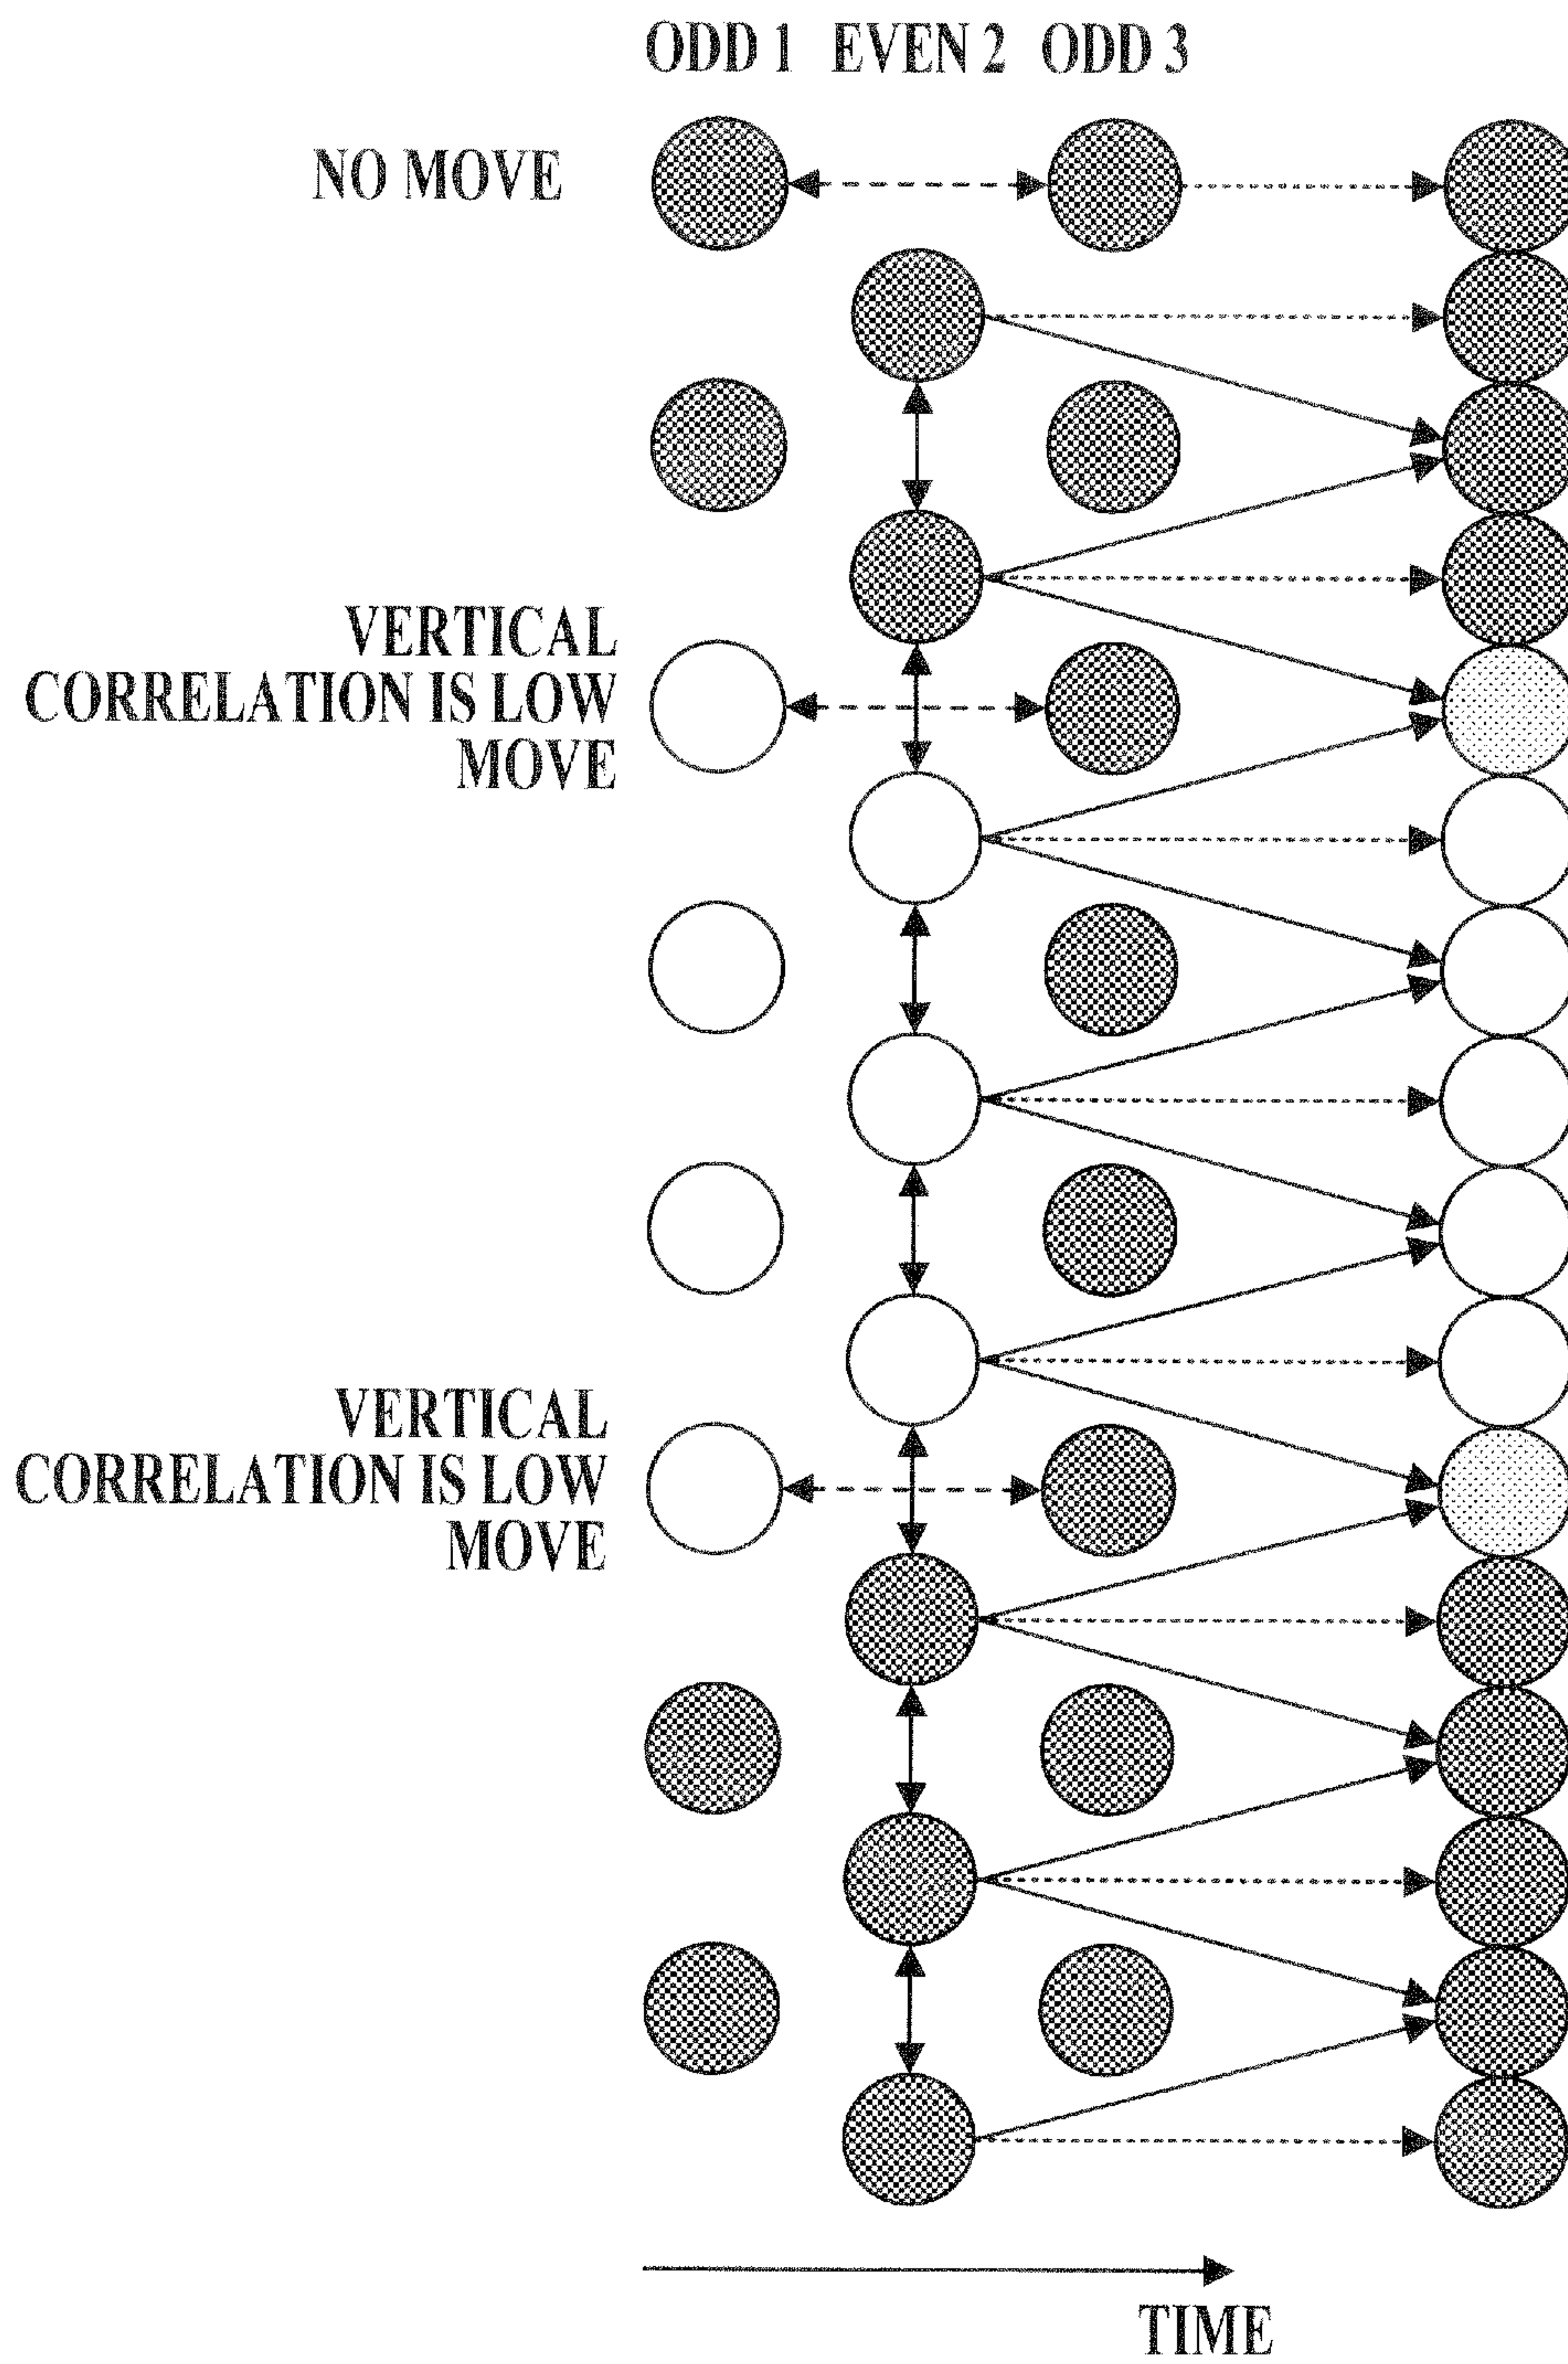 ODD 1 EVEN 2 ODD 3
NO MOVE
VERTICAL
CORRELATION IS LOW
MOVE
VERTICAL
CORRELATION IS LOW
MOVE
TIME